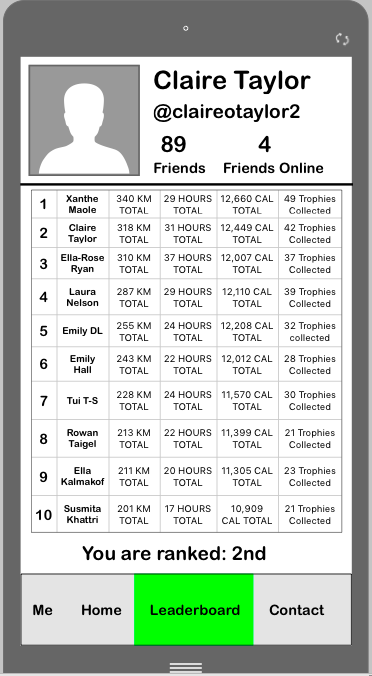 Claire Taylor
@claireotaylor2
89 4
Friends Friends Online
1 Xanthe Maole 340 KM TOTAL 29 HOURS TOTAL 12,660 CAL TOTAL 49 Trophies Collected
2 Claire Taylor 318 KM TOTAL 31 HOURS TOTAL 12,449 CAL TOTAL 42 Trophies Collected
3 Ella-Rose Ryan 310 KM TOTAL 37 HOURS TOTAL 12,007 CAL TOTAL 37 Trophies Collected
4 Laura Nelson 287 KM TOTAL 29 HOURS TOTAL 12,110 CAL TOTAL 39 Trophies Collected
5 Emily DL 255 KM TOTAL 24 HOURS TOTAL 12,208 CAL TOTAL 32 Trophies collected
6 Emily Hall 243 KM TOTAL 22 HOURS TOTAL 12,012 CAL TOTAL 28 Trophies Collected
7 Tui T-S 228 KM TOTAL 24 HOURS TOTAL 11,570 CAL TOTAL 30 Trophies Collected
8 Rowan Taigel 213 KM TOTAL 22 HOURS TOTAL 11,399 CAL TOTAL 21 Trophies Collected
9 Ella Kalmakof 211 KM TOTAL 20 HOURS TOTAL 11,305 CAL TOTAL 23 Trophies Collected
10 Susmita Khattri 201 KM TOTAL 17 HOURS TOTAL 10,909 CAL TOTAL 21 Trophies Collected
You are ranked: 2nd
Me Home Leaderboard Contact